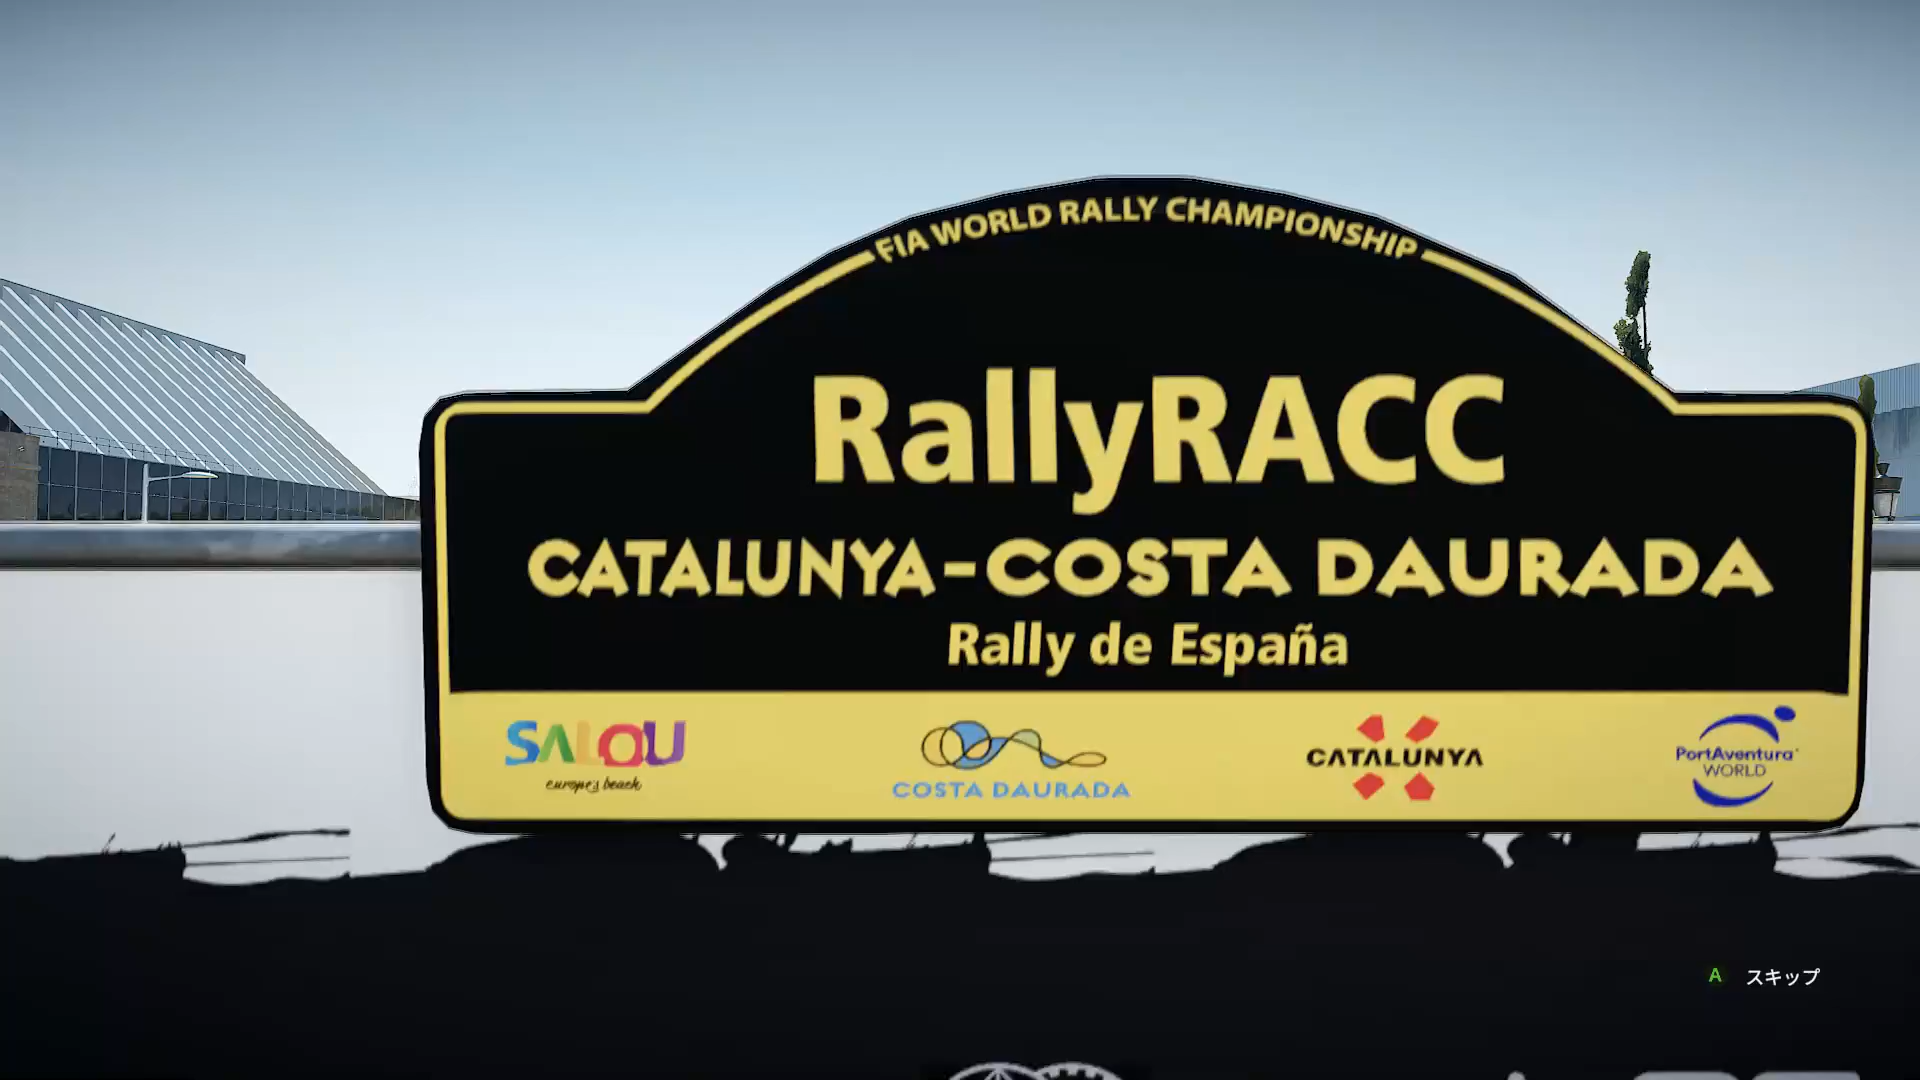 FIA WORLD RALLY CHAMPIONSHIP
RallyRACC
CATALUNYA-COSTA DAURADA
Rally de España
SALOU
europe's beach
COSTA DAURADA
CATALUNYA
PortAventura
WORLD
A スキップ